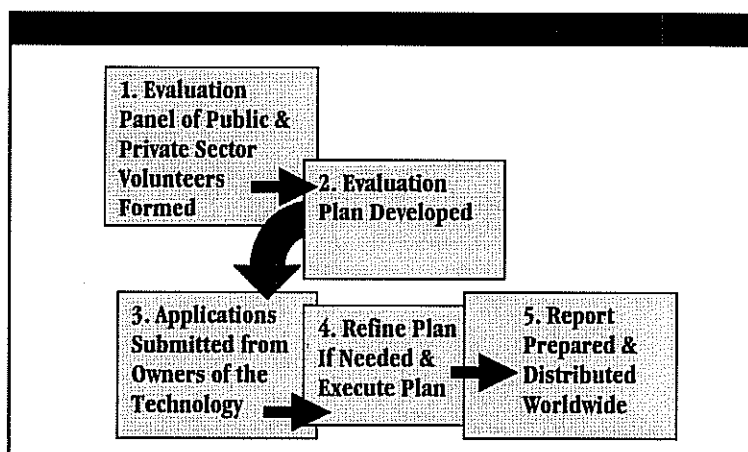 1. Evaluation
Panel of Public &
Private Sector
Volunteers
Formed
2. Evaluation
Plan Developed
3. Applications
Submitted from
Owners of the
Technology
4. Refine Plan
If Needed &
Execute Plan
5. Report
Prepared &
Distributed
Worldwide